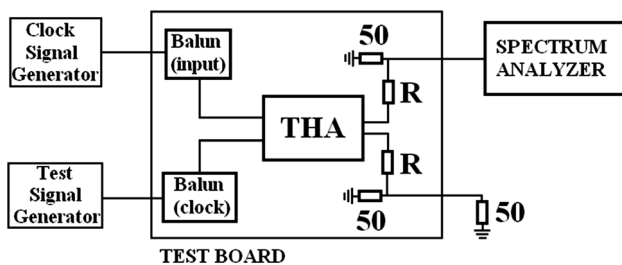 Clock
Signal
Generator
Balun
(input)
50
SPECTRUM
ANALYZER
R
THA
R
Test
Signal
Generator
Balun
(clock)
50
50
TEST BOARD